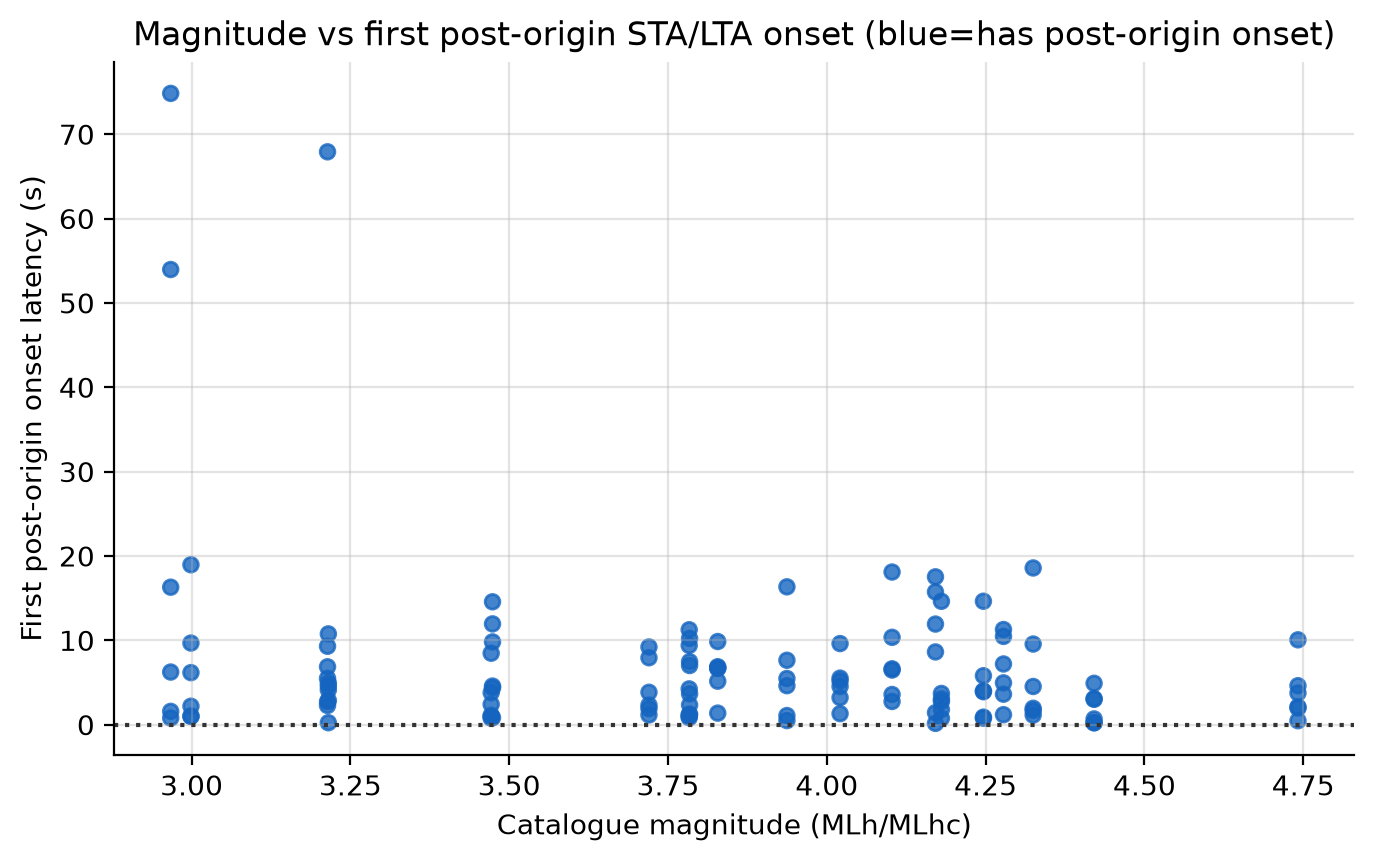 Magnitude vs first post-origin STA/LTA onset (blue=has post-origin onset)
First post-origin onset latency (s)
70
60
50
40
30
20
10
0
3.00 3.25 3.50 3.75 4.00 4.25 4.50 4.75
Catalogue magnitude (MLh/MLhc)